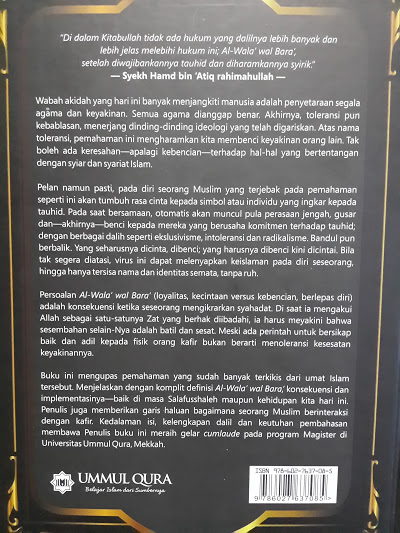 "Di dalam Kitabullah tidak ada hukum yang dalilnya lebih banyak dan
lebih jelas melebihi hukum ini; Al-Wala' wal Bara',
setelah diwajibkannya tauhid dan diharamkannya syirik."
— Syekh Hamd bin 'Atiq rahimahullah —
Wabah akidah yang hari ini banyak menjangkiti manusia adalah penyetaraan segala
agama dan keyakinan. Semua agama dianggap benar. Akhirnya, toleransi pun
kebablasan, menerjang dinding-dinding ideologi yang telah digariskan. Atas nama
toleransi, pemahaman ini mengharamkan kita membenci keyakinan orang lain. Tak
boleh ada keresahan—apalagi kebencian—terhadap hal-hal yang bertentangan
dengan syiar dan syariat Islam.
Pelan namun pasti, pada diri seorang Muslim yang terjebak pada pemahaman
seperti ini akan tumbuh rasa cinta kepada simbol atau individu yang ingkar kepada
tauhid. Pada saat bersamaan, otomatis akan muncul pula perasaan jengah, gusar
dan—akhirnya—benci kepada mereka yang berusaha komitmen terhadap tauhid;
dengan berbagai dalih seperti ekslusivisme, intoleransi dan radikalisme. Bandul pun
berbalik. Yang seharusnya dicinta, dibenci; yang harusnya dibenci kini dicintai. Bila
tak segera diatasi, virus ini dapat melenyapkan keislaman pada diri seseorang,
hingga hanya tersisa nama dan identitas semata, tanpa ruh.
Persoalan Al-Wala' wal Bara' (loyalitas, kecintaan versus kebencian, berlepas diri)
adalah konsekuensi ketika seseorang mengikrarkan syahadat. Di saat ia mengakui
Allah sebagai satu-satunya Zat yang berhak diibadahi, ia harus meyakini bahwa
sesembahan selain-Nya adalah batil dan sesat. Meski ada perintah untuk bersikap
baik dan adil kepada fisik orang kafir bukan berarti menoleransi kesesatan
keyakinannya.
Buku ini mengupas pemahaman yang sudah banyak terkikis dari umat Islam
tersebut. Menjelaskan dengan komplit definisi Al-Wala' wal Bara', konsekuensi dan
implementasinya—baik di masa Salafusshaleh maupun kehidupan kita hari ini.
Penulis juga memberikan garis haluan bagaimana seorang Muslim berinteraksi
dengan kafir. Kedalaman isi, kelengkapan dalil dan keutuhan pembahasan
membawa Penulis buku ini meraih gelar cumlaude pada program Magister di
Universitas Ummul Qura, Mekkah.
UMMUL QURA
Belajar Islam dari Sumbernya
ISBN 978-602-7637-08-5
9 786027 637085